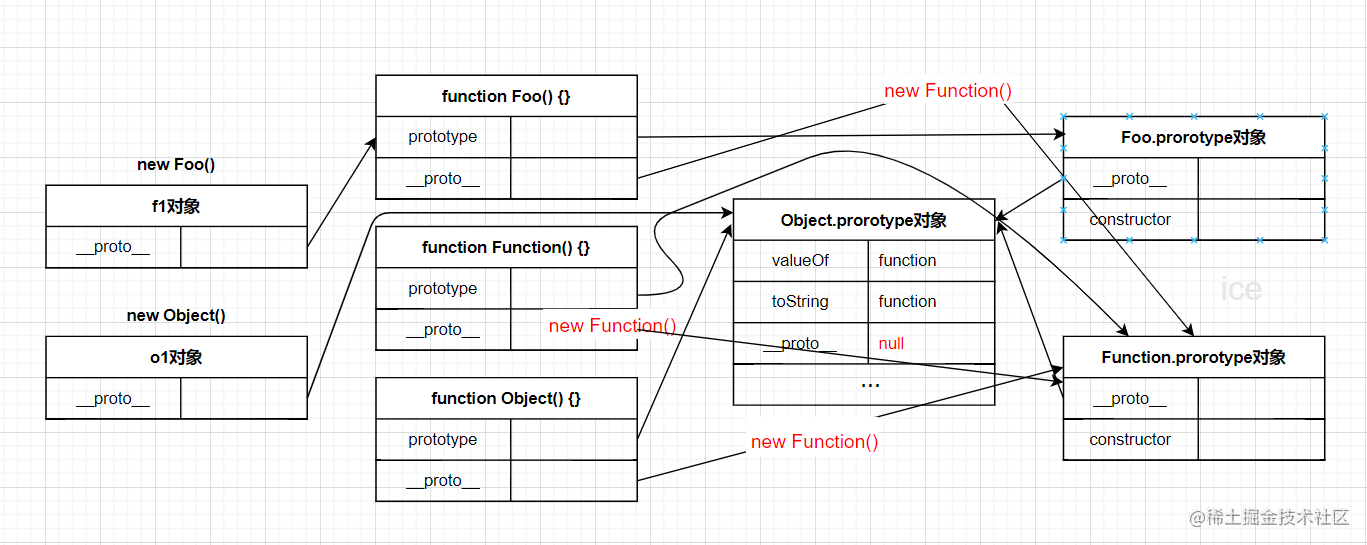 new Foo()
f1对象
__proto__
new Object()
o1对象
__proto__
function Foo() {}
prototype
__proto__
function Function() {}
prototype
__proto__
new Function()
function Object() {}
prototype
__proto__
new Function()
Object.prorotype对象
valueOf function
toString function
__proto__ null
...
new Function()
Foo.prorotype对象
__proto__
constructor
ice
Function.prorotype对象
__proto__
constructor
@稀土掘金技术社区